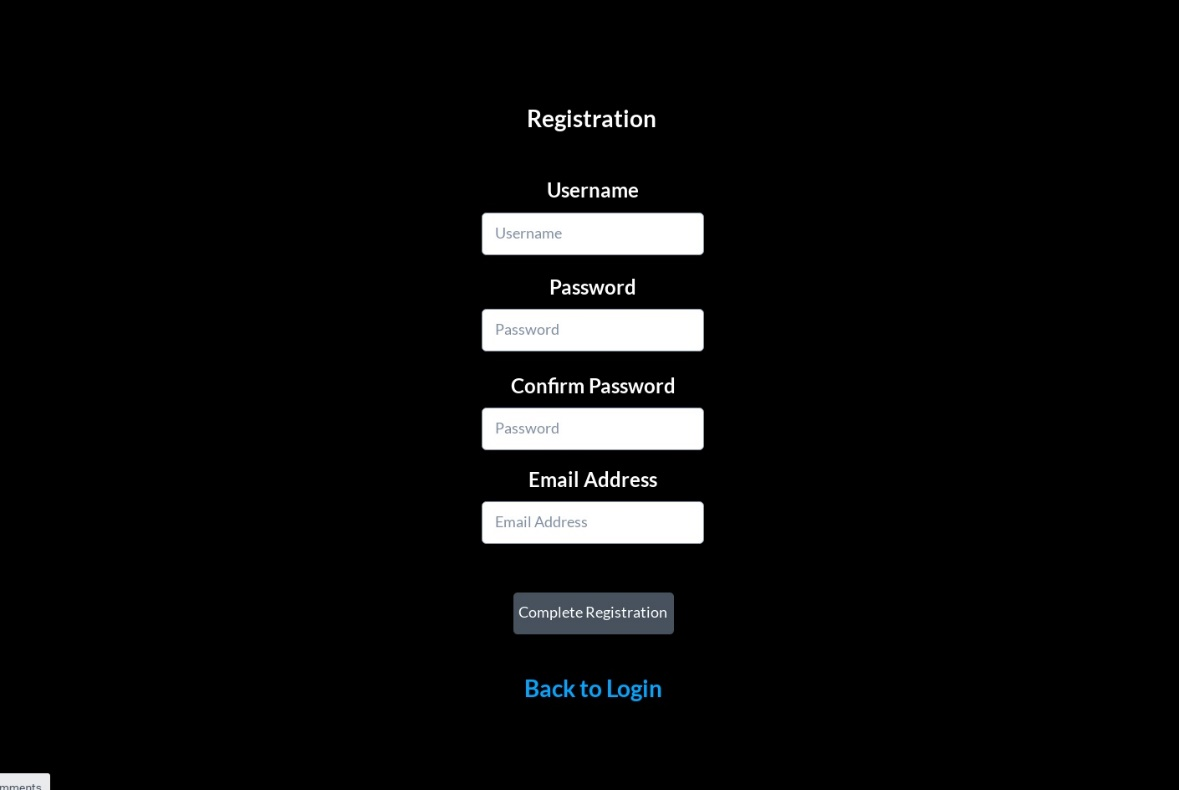 Registration
Username
Username
Password
Password
Confirm Password
Password
Email Address
Email Address
Complete Registration
Back to Login